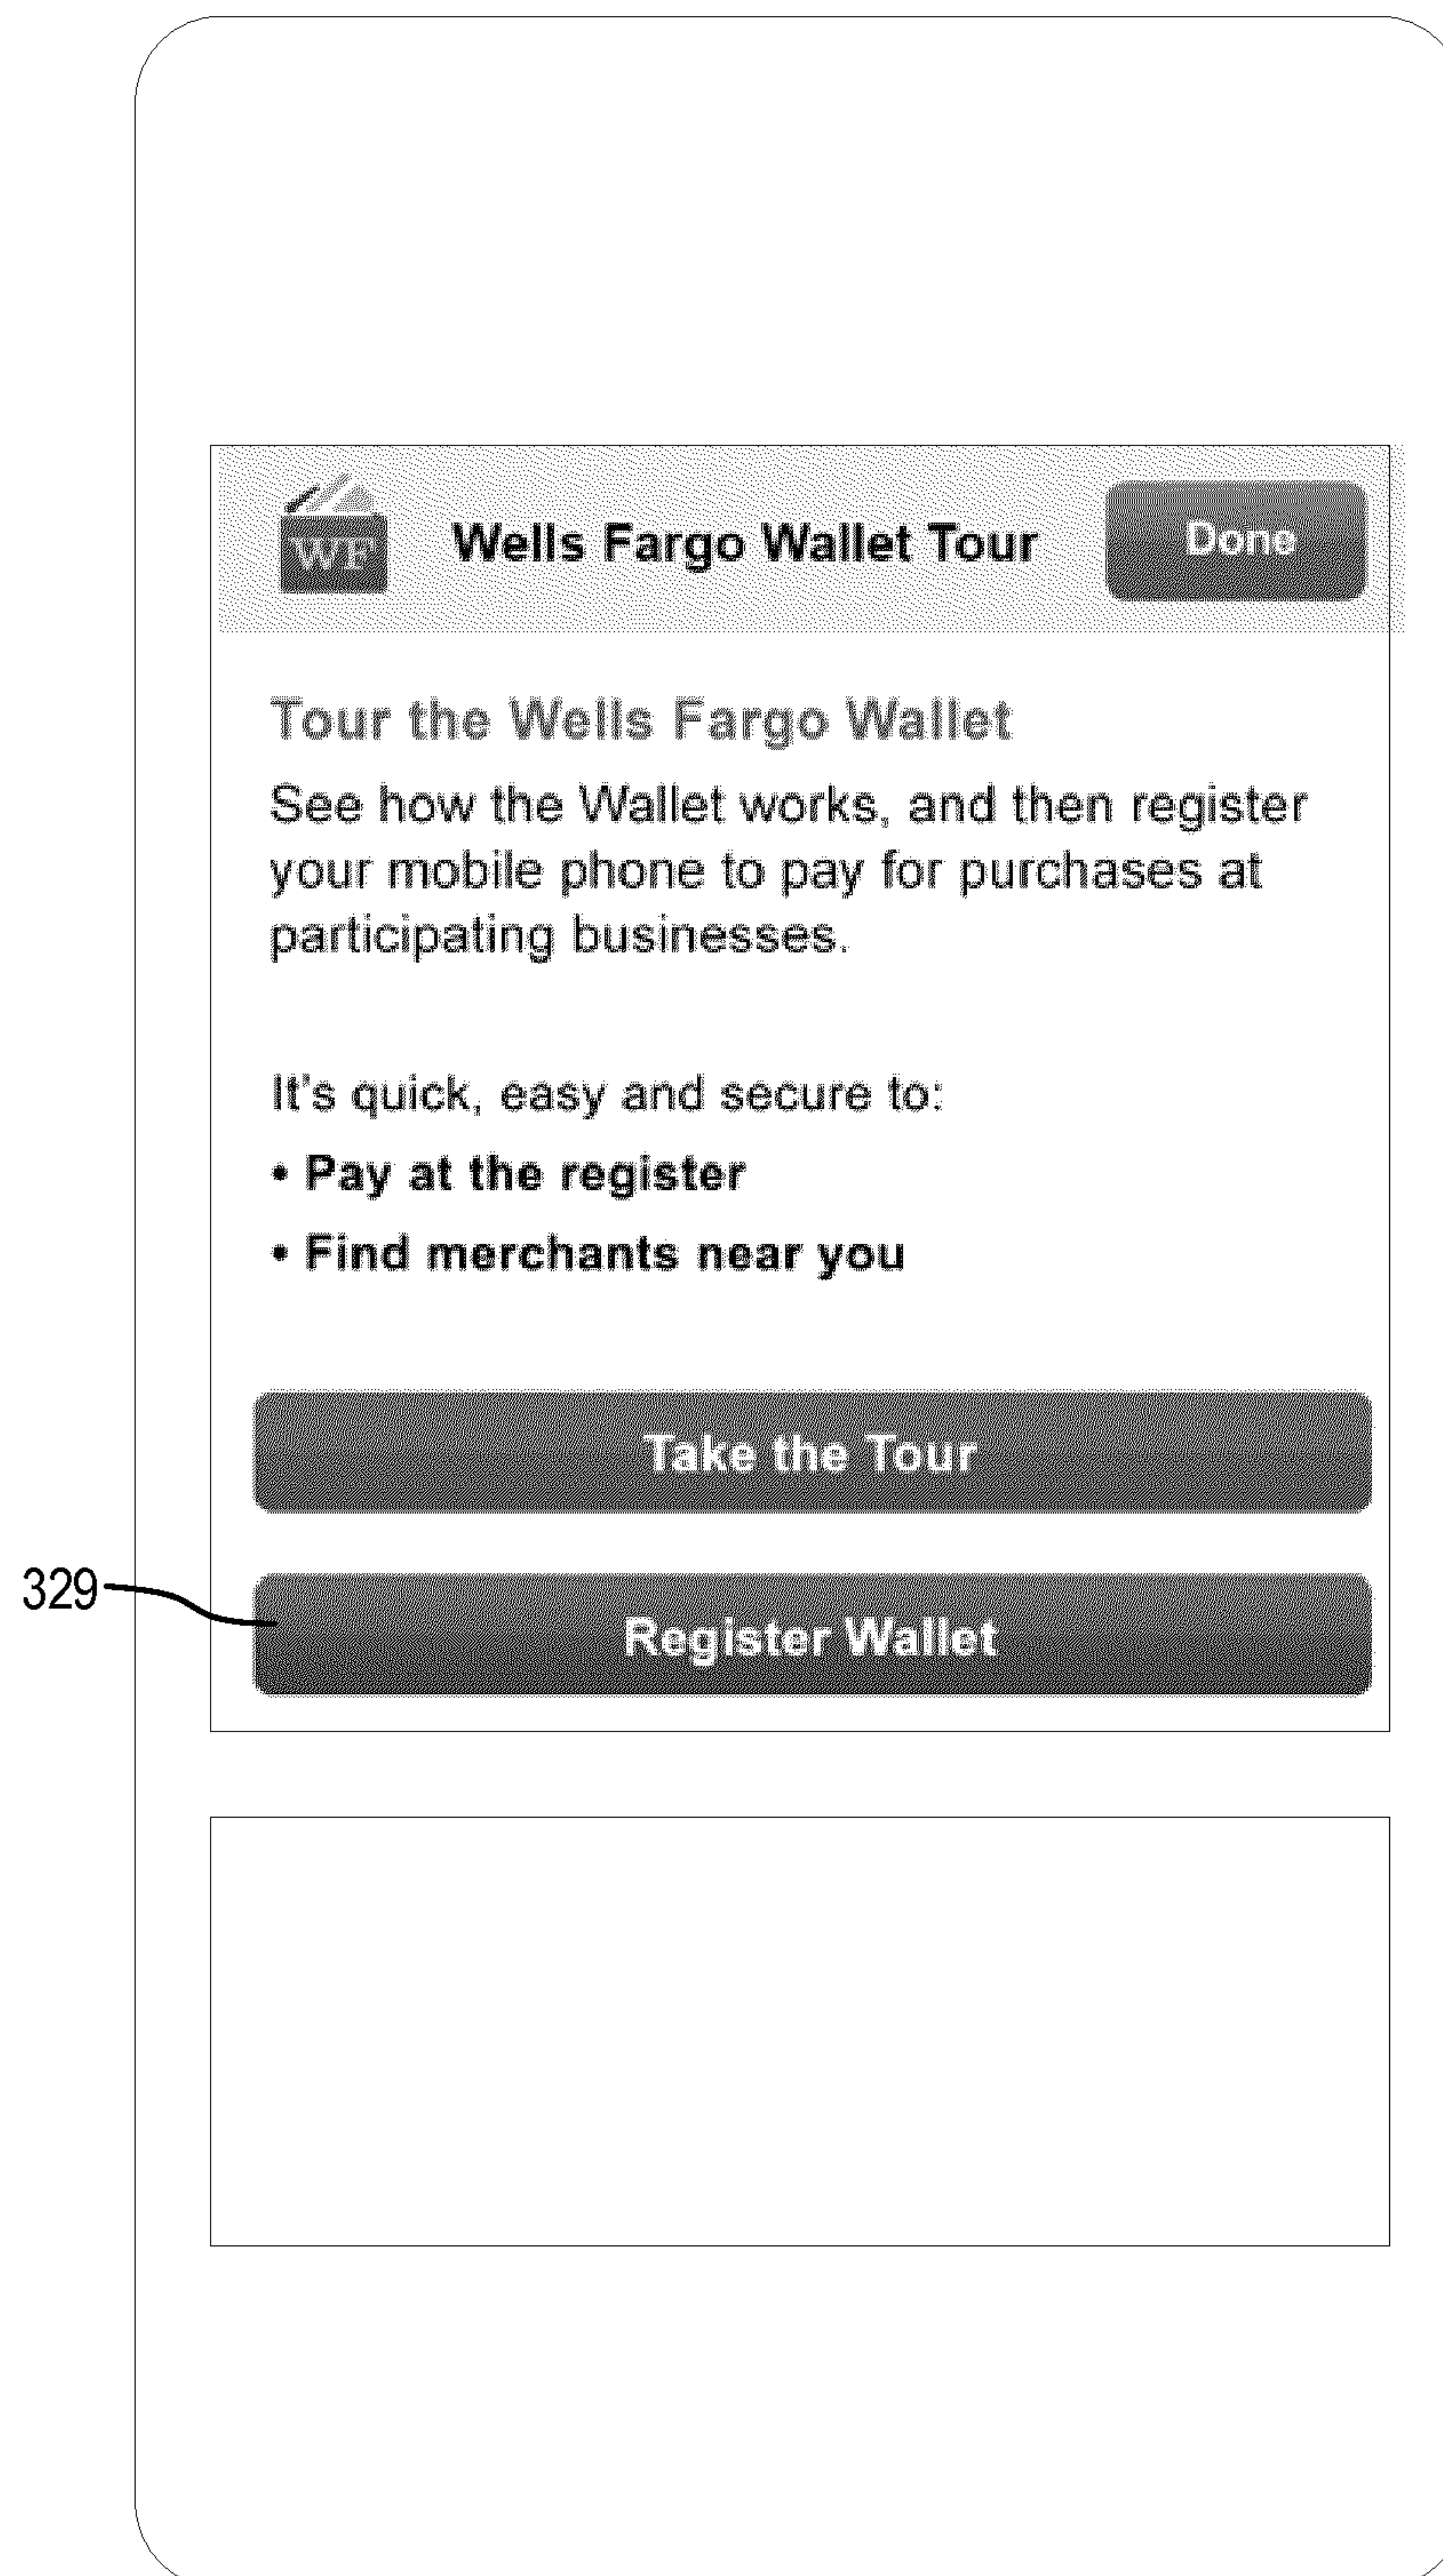 WF
Wells Fargo Wallet Tour
Done
Tour the Wells Fargo Wallet
See how the Wallet works, and then register
your mobile phone to pay for purchases at
participating businesses.
It's quick, easy and secure to:
• Pay at the register
• Find merchants near you
Take the Tour
329
Register Wallet